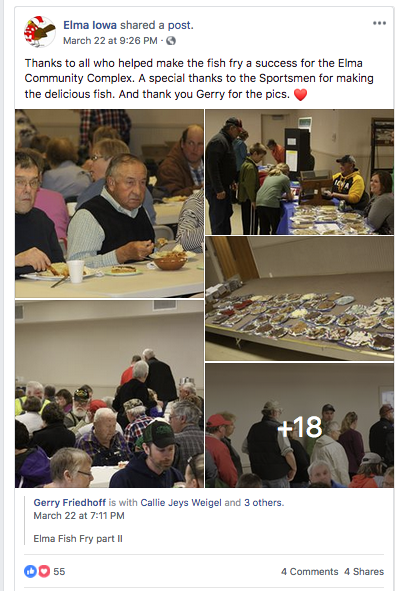 Elma Iowa shared a post.
March 22 at 9:26 PM ·
Thanks to all who helped make the fish fry a success for the Elma
Community Complex. A special thanks to the Sportsmen for making
the delicious fish. And thank you Gerry for the pics. ❤️
IOWA
+18
Gerry Friedhoff is with Callie Jeys Weigel and 3 others.
March 22 at 7:11 PM
Elma Fish Fry part II
55
4 Comments 4 Shares